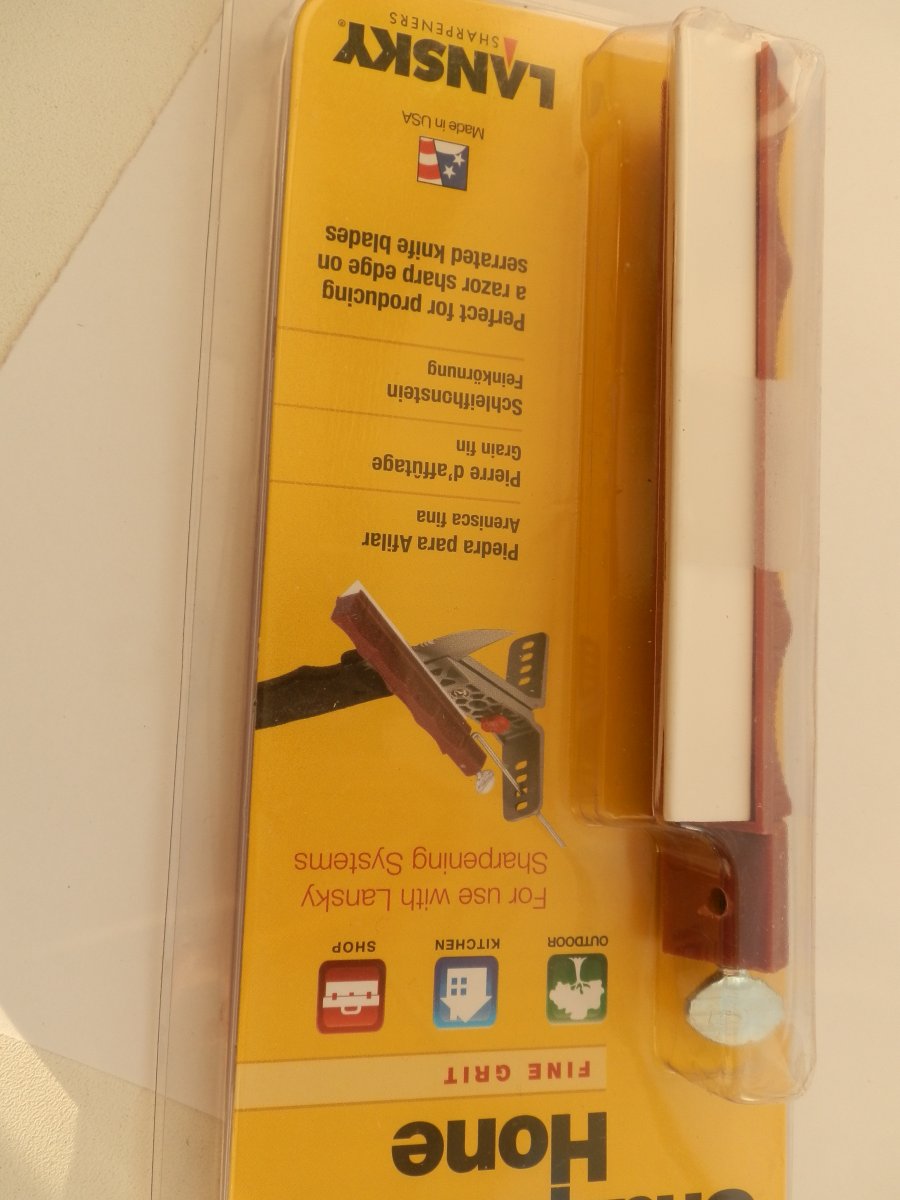 Hone
FINE GRIT
OUTDOOR
KITCHEN
SHOP
For use with Lansky
Sharpening Systems
Piedra para Afilar
Arenisca fina
Pierre d'affûtage
Grain fin
Schleifhonstein
Feinkörnung
Perfect for producing
a razor sharp edge on
serrated knife blades
Made in USA
LANSKY®
SHARPENERS